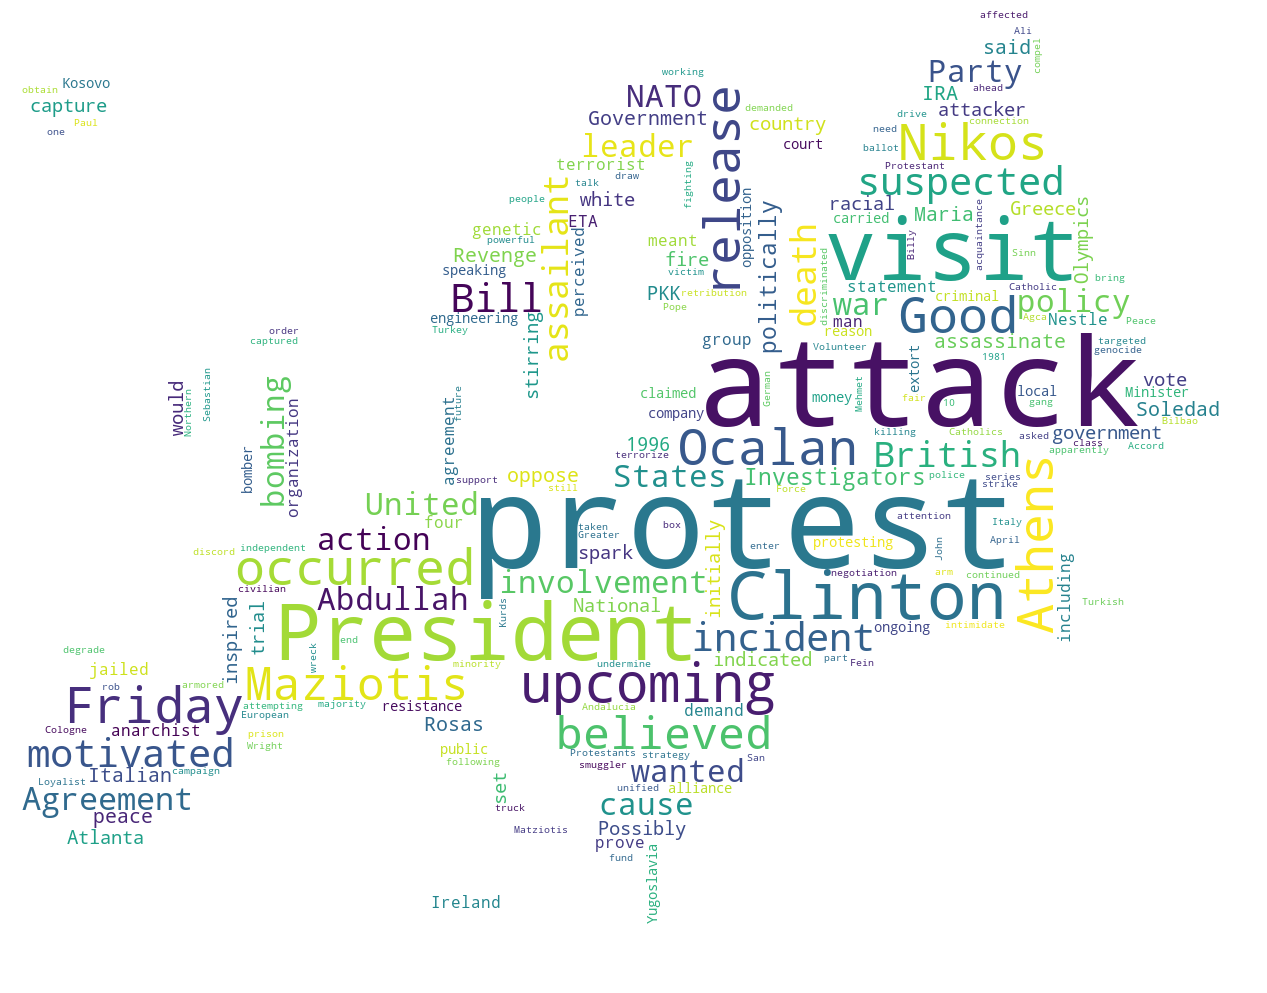 affected
Ali
said
compel
Party
working
Kosovo
obtain
capture
Paul
one
NATO
release
demanded
Government
country
court
IRA
ahead
attacker
drive
connection
need
Nikos
ballot
leader
terrorist
talk
draw
fighting
Protestant
suspected
white
people
ETA
assailant
perceived
opposition
politically
racial
carried
Maria
Billy
acquaintance
Greece
Olympics
genetic
powerful
Revenge
speaking
meant
fire
victim
death
discriminated
visit
Sinn
bring
Bill
engineering
Turkey
PKK
retribution
Pope
statement
war
Catholic
criminal
policy
man
reason
Good
Agca
Nestle
Peace
order
captured
stirring
group
Volunteer
extort
assassinate
1981
targeted
genocide
would
Northern
Sebastian
bombing
organization
agreement
future
claimed
company
German
attack
money
Mehmet
fair
10
local
gang
vote
Minister
Soledad
Bilbao
bomber
1996
terrorize
Ocalan
killing
Catholics
asked
government
class
Accord
apparently
British
support
oppose
still
States
Investigators
Force
police
series
strike
United
four
taken
Greater
box
protest
attention
Italy
April
Athens
discord
independent
civilian
action
occurred
spark
initially
enter
protesting
negotiation
John
arm
continued
including
Turkish
inspired
trial
Abdullah
Kurds
involvement
National
Clinton
intimidate
degrade
jailed
rob
armored
President
end
wreck
minority
undermine
incident
indicated
ongoing
part
Fein
Friday
attempting
European
Maziotis
majority
resistance
upcoming
Andalucia
demand
Cologne
anarchist
prison
Wright
Rosas
believed
motivated
Loyalist
Italian
campaign
public
following
Protestants
strategy
smuggler
San
wanted
Agreement
peace
set
truck
unified
alliance
cause
Atlanta
Matziotis
Possibly
prove
fund
Yugoslavia
Ireland